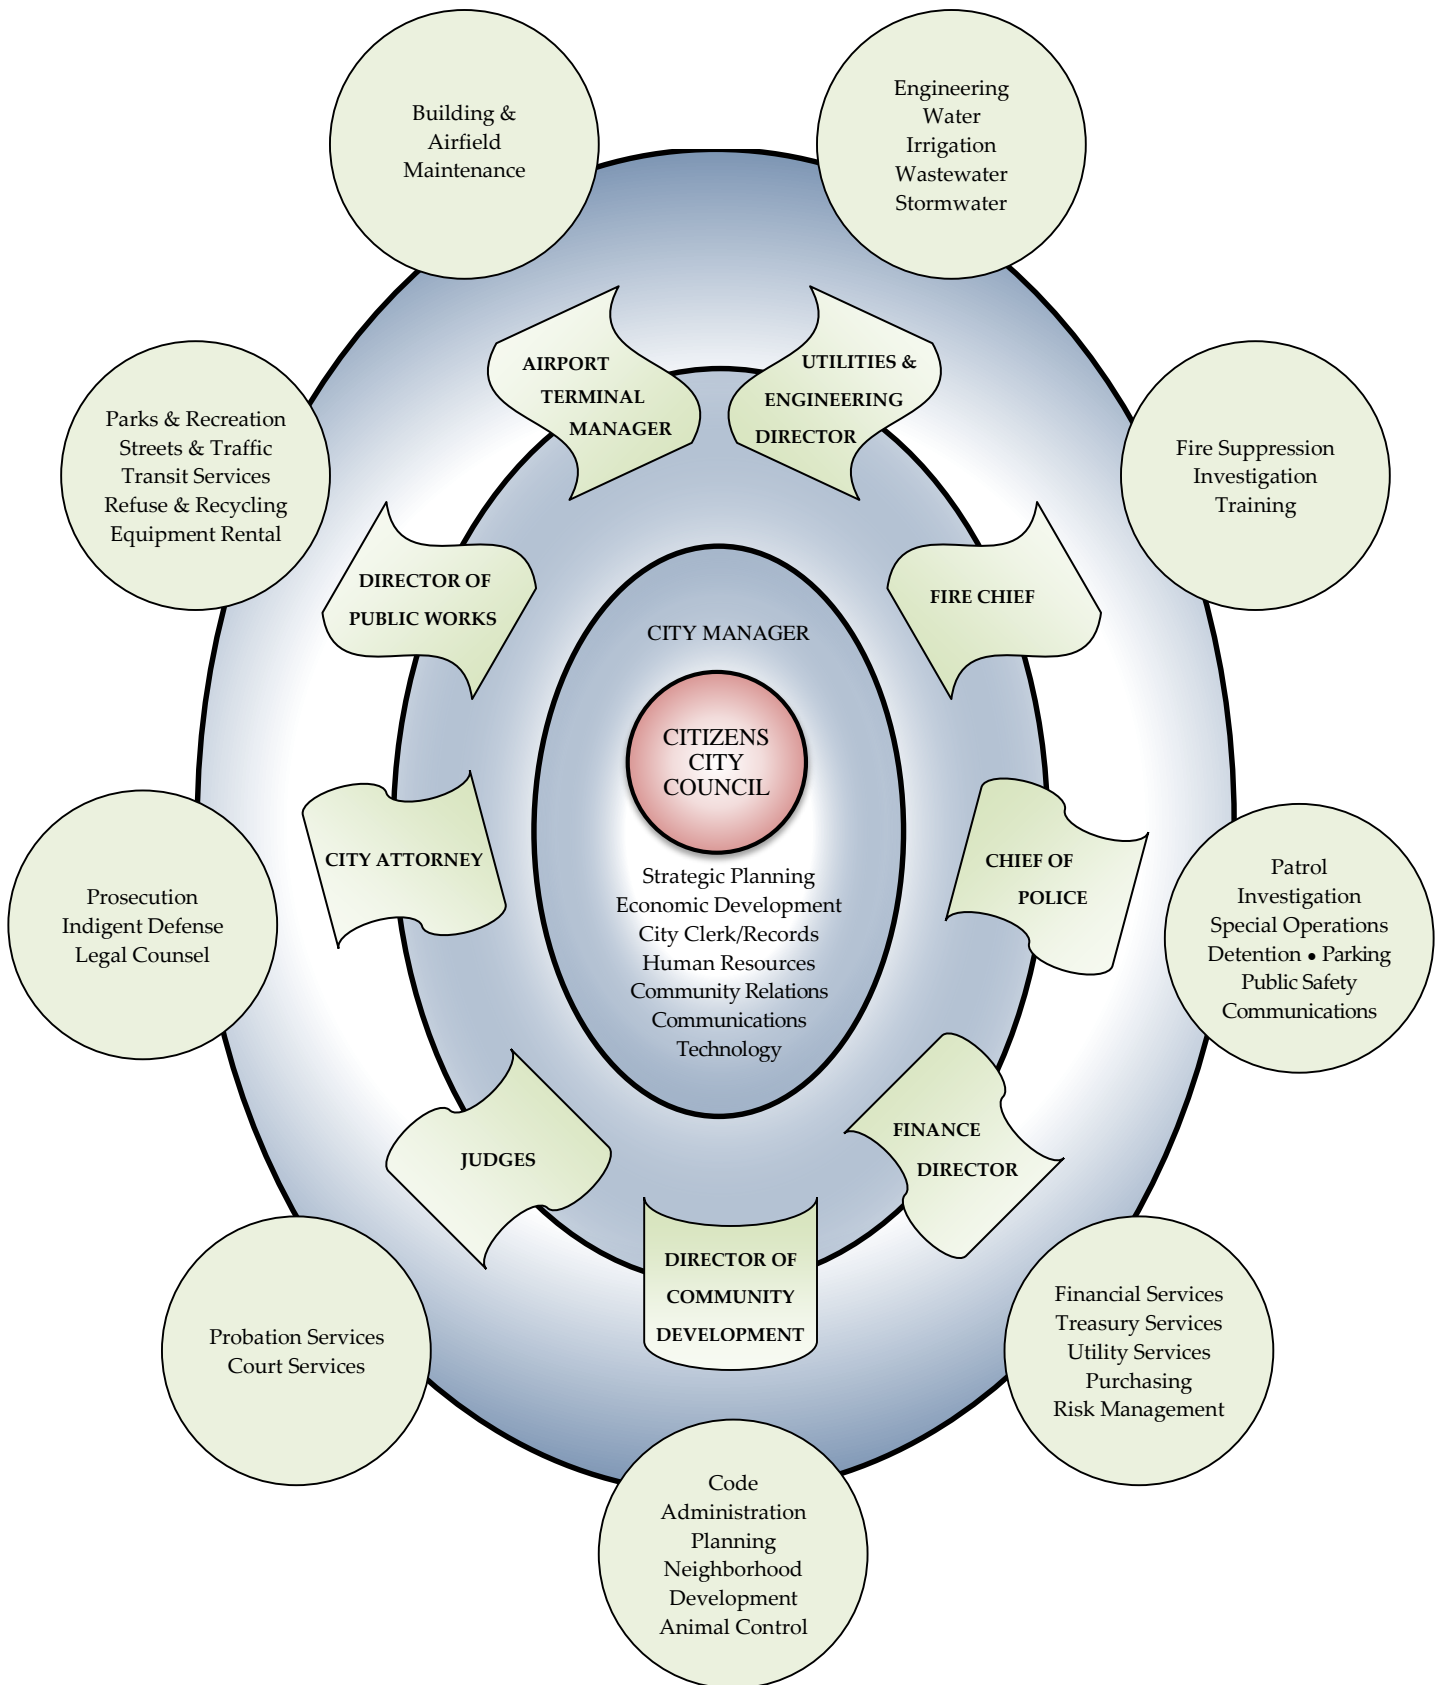 Building &
Airfield
Maintenance
Engineering
Water
Irrigation
Wastewater
Stormwater
AIRPORT
TERMINAL
MANAGER
UTILITIES &
ENGINEERING
DIRECTOR
Parks & Recreation
Streets & Traffic
Transit Services
Refuse & Recycling
Equipment Rental
Fire Suppression
Investigation
Training
DIRECTOR OF
PUBLIC WORKS
FIRE CHIEF
CITY MANAGER
CITIZENS
CITY
COUNCIL
Strategic Planning
Economic Development
City Clerk/Records
Human Resources
Community Relations
Communications
Technology
CITY ATTORNEY
CHIEF OF
POLICE
Prosecution
Indigent Defense
Legal Counsel
Patrol
Investigation
Special Operations
Detention • Parking
Public Safety
Communications
JUDGES
FINANCE
DIRECTOR
DIRECTOR OF
COMMUNITY
DEVELOPMENT
Probation Services
Court Services
Financial Services
Treasury Services
Utility Services
Purchasing
Risk Management
Code
Administration
Planning
Neighborhood
Development
Animal Control